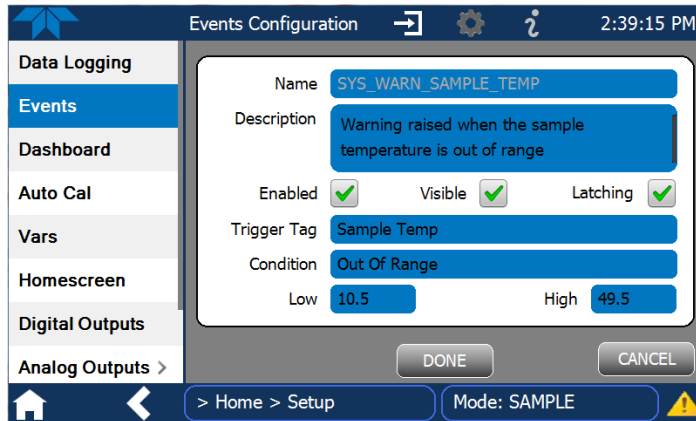 Events Configuration
2:39:15 PM
Data Logging
Events
Dashboard
Auto Cal
Vars
Homescreen
Digital Outputs
Analog Outputs >
Name SYS_WARN_SAMPLE_TEMP
Description Warning raised when the sample
temperature is out of range
Enabled Visible Latching
Trigger Tag Sample Temp
Condition Out Of Range
Low 10.5 High 49.5
DONE CANCEL
> Home > Setup Mode: SAMPLE